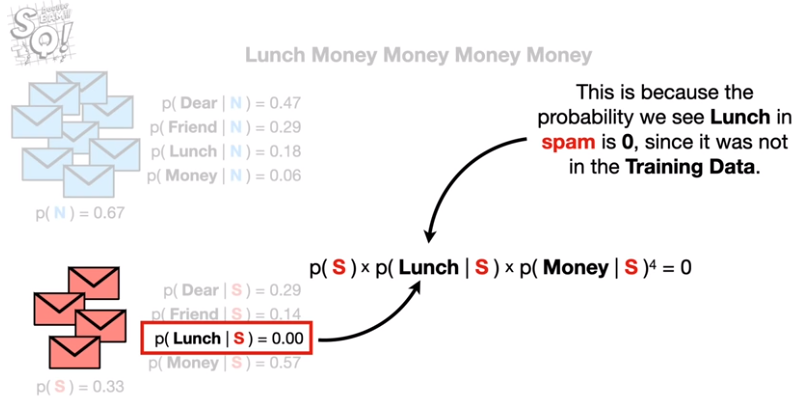 Lunch Money Money Money Money
This is because the
probability we see Lunch in
spam is 0, since it was not
in the Training Data.
p( Dear | N ) = 0.47
p( Friend | N ) = 0.29
p( Lunch | N ) = 0.18
p( Money | N ) = 0.06
p( N ) = 0.67
p( S ) x p( Lunch | S ) x p( Money | S )⁴ = 0
p( Dear | S ) = 0.29
p( Friend | S ) = 0.14
p( Lunch | S ) = 0.00
p( Money | S ) = 0.57
p( S ) = 0.33